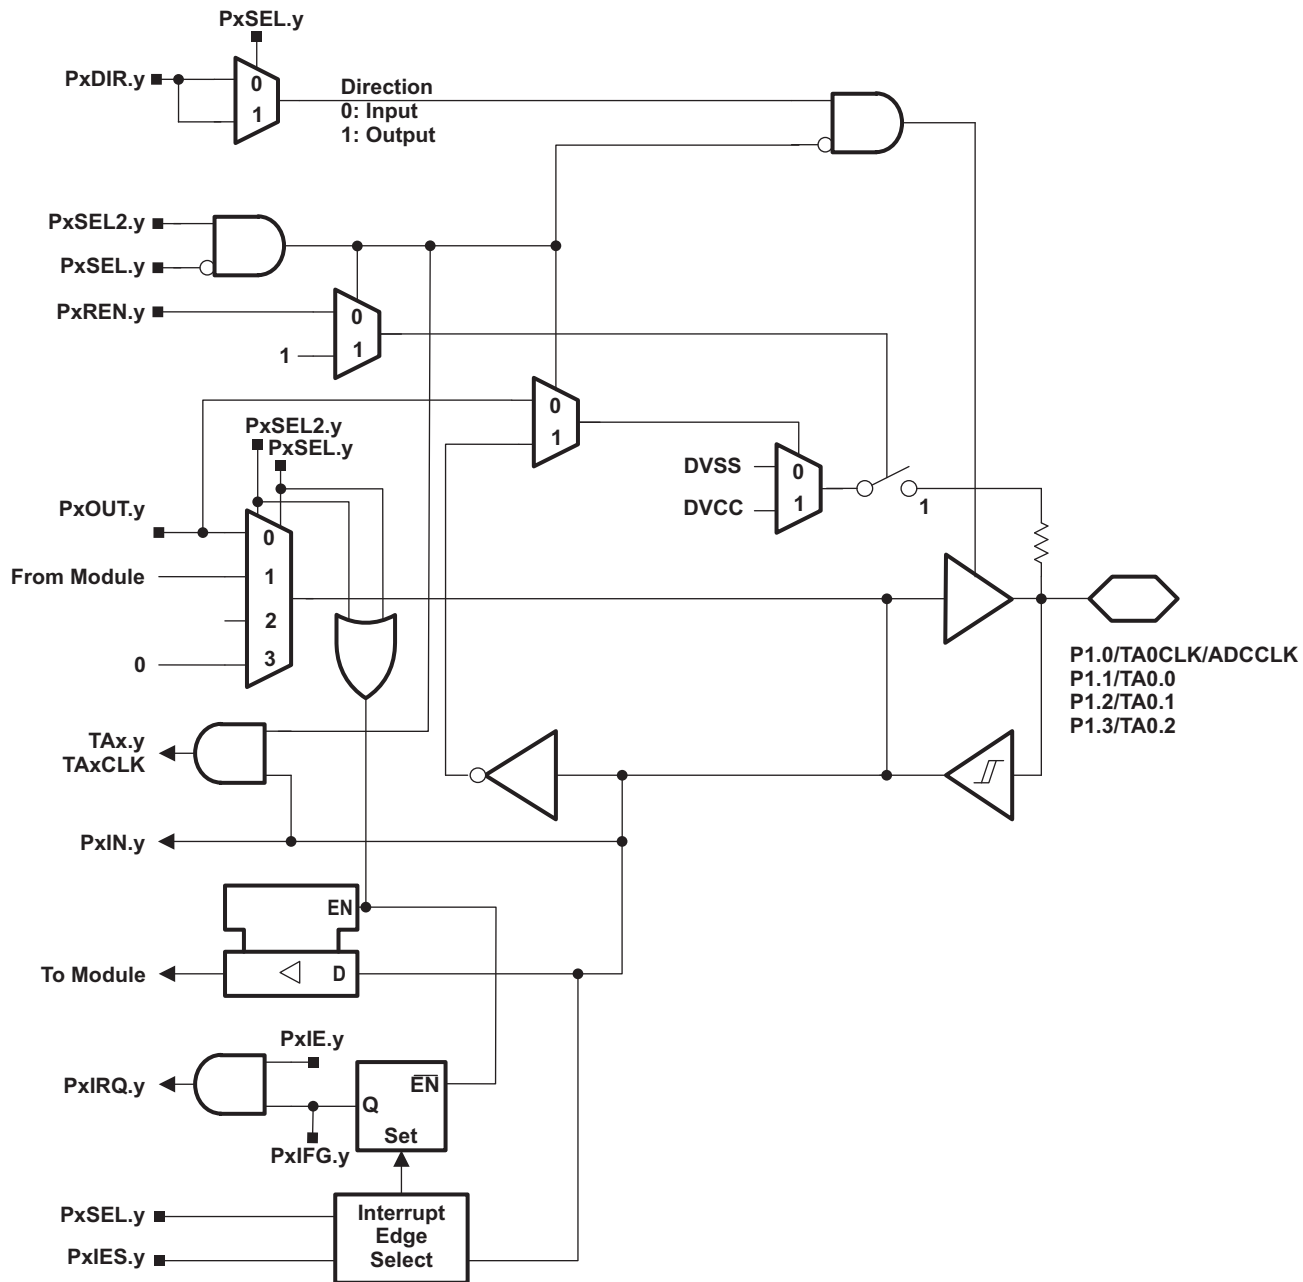 PxSEL.y
PxDIR.y
0
1
Direction
0: Input
1: Output
PxSEL2.y
PxSEL.y
PxREN.y
0
1
1
0
1
PxSEL2.y
PxSEL.y
DVSS
DVCC
0
1
1
PxOUT.y
From Module
0
0
1
2
3
P1.0/TA0CLK/ADCCLK
P1.1/TA0.0
P1.2/TA0.1
P1.3/TA0.2
TAx.y
TAxCLK
PxIN.y
EN
To Module
D
PxIE.y
PxIRQ.y
EN
Q
Set
PxIFG.y
PxSEL.y
PxIES.y
Interrupt
Edge
Select